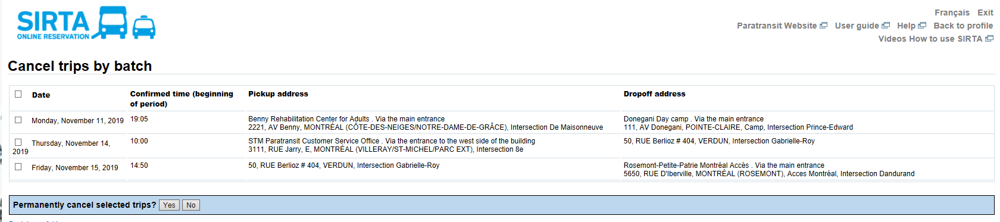 SIRTA
ONLINE RESERVATION
Français Exit
Paratransit Website User guide Help Back to profile
Videos How to use SIRTA
Cancel trips by batch
Date Confirmed time (beginning of period) Pickup address Dropoff address
Monday, November 11, 2019 19:05 Benny Rehabilitation Center for Adults . Via the main entrance Donegani Day camp . Via the main entrance
2221, AV Benny, MONTRÉAL (CÔTE-DES-NEIGES/NOTRE-DAME-DE-GRÂCE), Intersection De Maisonneuve 111, AV Donegani, POINTE-CLAIRE, Camp, Intersection Prince-Edward
Thursday, November 14, 2019 10:00 STM Paratransit Customer Service Office . Via the entrance to the west side of the building 50, RUE Berlioz # 404, VERDUN, Intersection Gabrielle-Roy
3111, RUE Jarry, E, MONTRÉAL (VILLERAY/ST-MICHEL/PARC EXT), Intersection 8e
Friday, November 15, 2019 14:50 50, RUE Berlioz # 404, VERDUN, Intersection Gabrielle-Roy Rosemont-Petite-Patrie Montréal Accès . Via the main entrance
5650, RUE D'Iberville, MONTRÉAL (ROSEMONT), Acces Montréal, Intersection Dandurand
Permanently cancel selected trips? Yes No